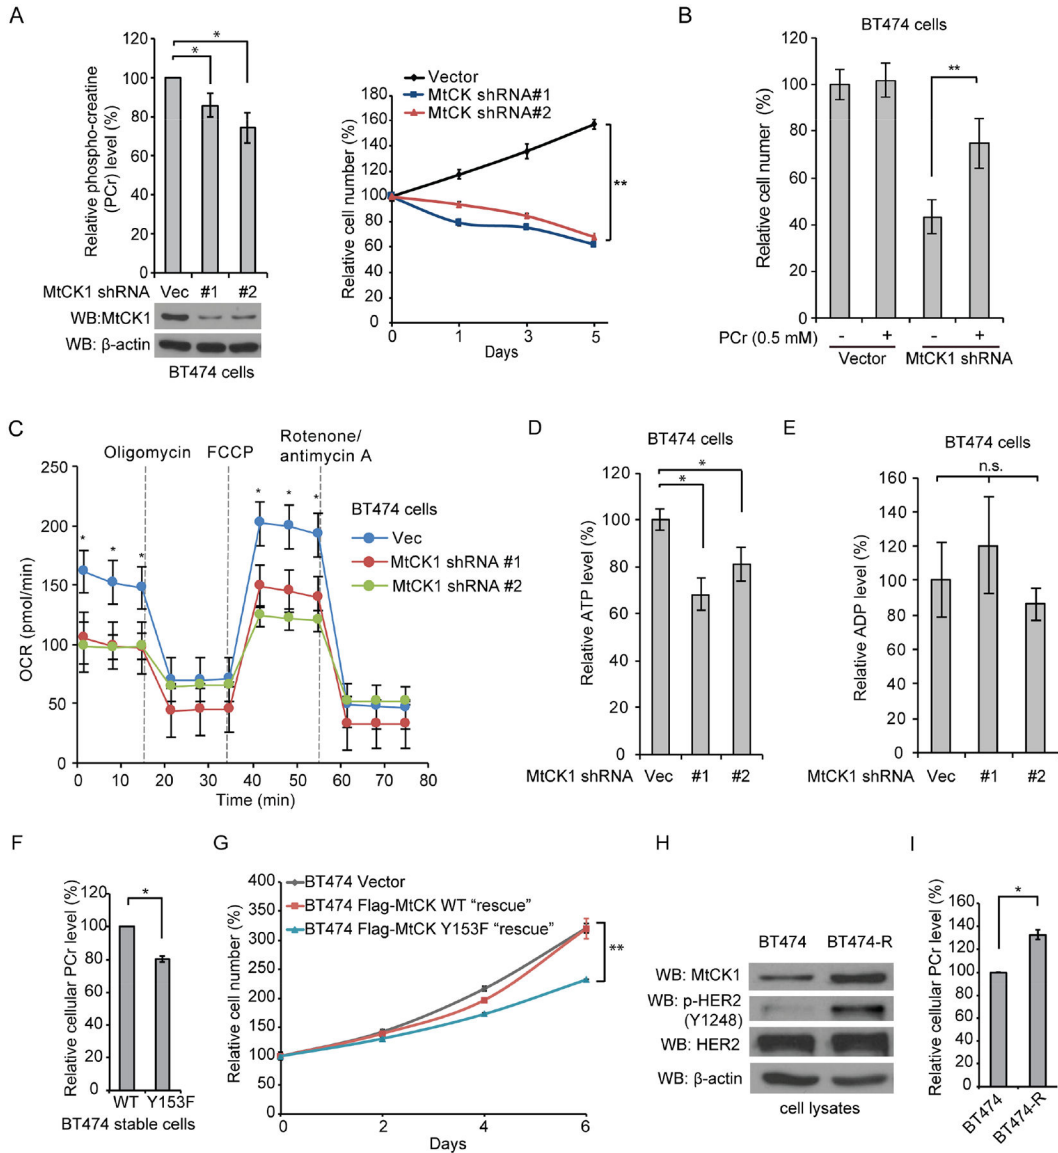 A
Relative phospho-creatine
(PCr) level (%)
120
100
80
60
40
20
0
*
*
MtCK1 shRNA Vec #1 #2
WB:MtCK1
WB: β-actin
BT474 cells
Vector
MtCK shRNA#1
MtCK shRNA#2
Relative cell number (%)
180
160
140
120
100
80
60
40
20
0
**
0 1 3 5
Days
B
BT474 cells
Relative cell numer (%)
120
100
80
60
40
20
0
**
PCr (0.5 mM) - + - +
Vector MtCK1 shRNA
C
Oligomycin FCCP Rotenone/
antimycin A
OCR (pmol/min)
250
200
150
100
50
0
* * * * * *
BT474 cells
Vec
MtCK1 shRNA #1
MtCK1 shRNA #2
0 10 20 30 40 50 60 70 80
Time (min)
D
BT474 cells
Relative ATP level (%)
120
100
80
60
40
20
0
*
*
MtCK1 shRNA Vec #1 #2
E
BT474 cells
n.s.
Relative ADP level (%)
160
140
120
100
80
60
40
20
0
MtCK1 shRNA Vec #1 #2
F
Relative cellular PCr level (%)
120
100
80
60
40
20
0
*
WT Y153F
BT474 stable cells
G
Relative cell number (%)
400
350
300
250
200
150
100
50
0
BT474 Vector
BT474 Flag-MtCK WT “rescue”
BT474 Flag-MtCK Y153F “rescue”
**
0 2 4 6
Days
H
BT474 BT474-R
WB: MtCK1
WB: p-HER2
(Y1248)
WB: HER2
WB: β-actin
cell lysates
I
Relative cellular PCr level (%)
160
140
120
100
80
60
40
20
0
*
BT474
BT474-R